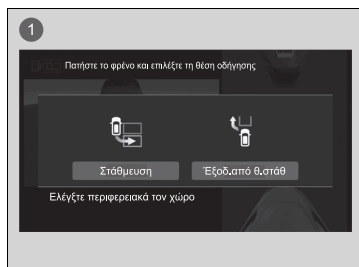 1
Πατήστε το φρένο και επιλέξτε τη θέση οδήγησης
Στάθμευση
Έξοδ.από θ.στάθ
Ελέγξτε περιφερειακά τον χώρο